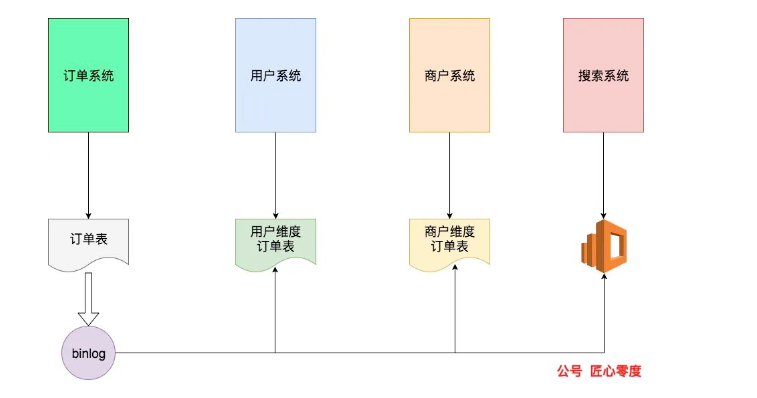 订单系统
用户系统
商户系统
搜索系统
订单表
用户维度
订单表
商户维度
订单表
binlog
公号 匠心零度